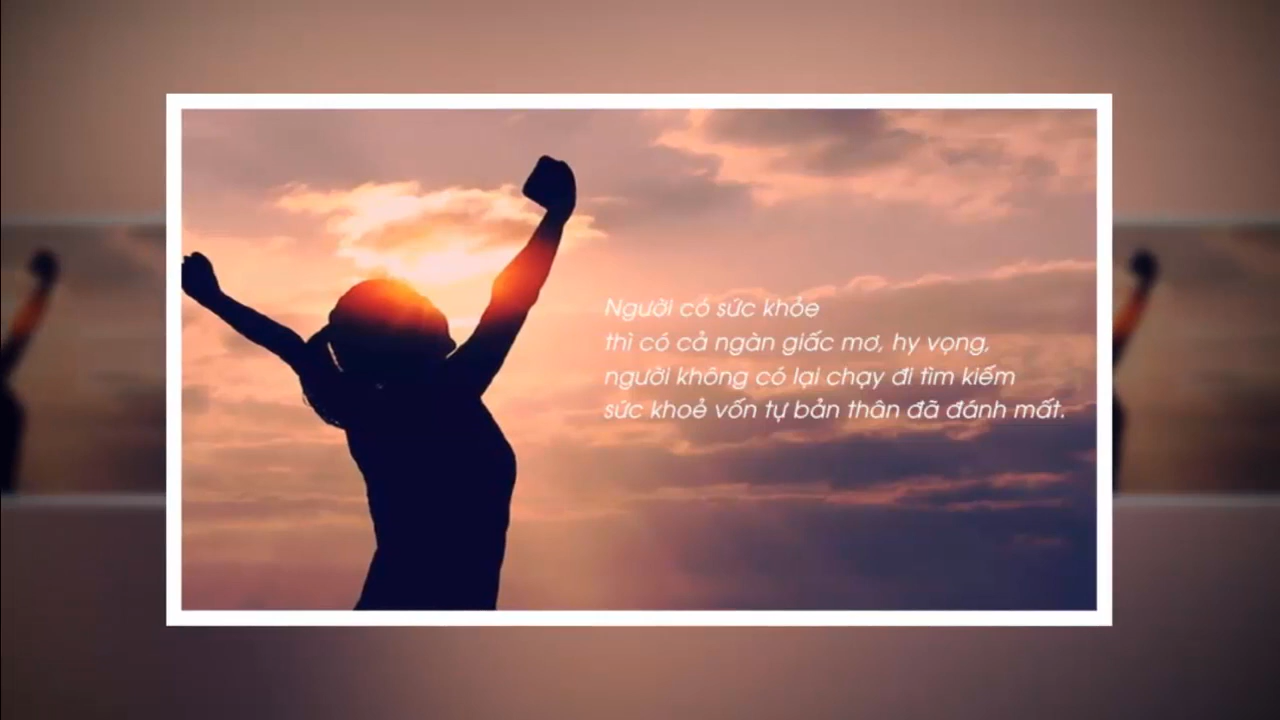 Người có sức khỏe
thì có cả ngàn giấc mơ, hy vọng,
người không có lại chạy đi tìm kiếm
sức khoẻ vốn tự bản thân đã đánh mất.